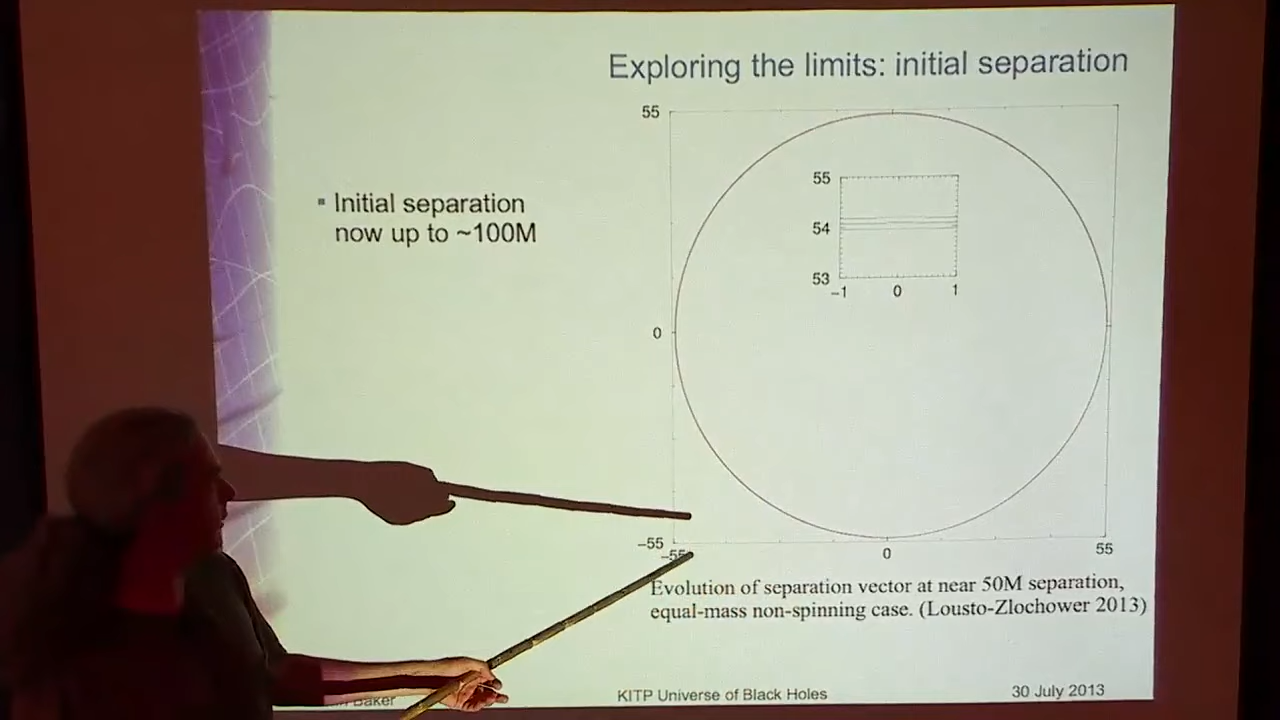 Exploring the limits: initial separation
▪ Initial separation
now up to ~100M
55
0
−55
−55
0
55
55
54
53
−1
0
1
Evolution of separation vector at near 50M separation,
equal-mass non-spinning case. (Lousto-Zlochower 2013)
Baker
KITP Universe of Black Holes
30 July 2013